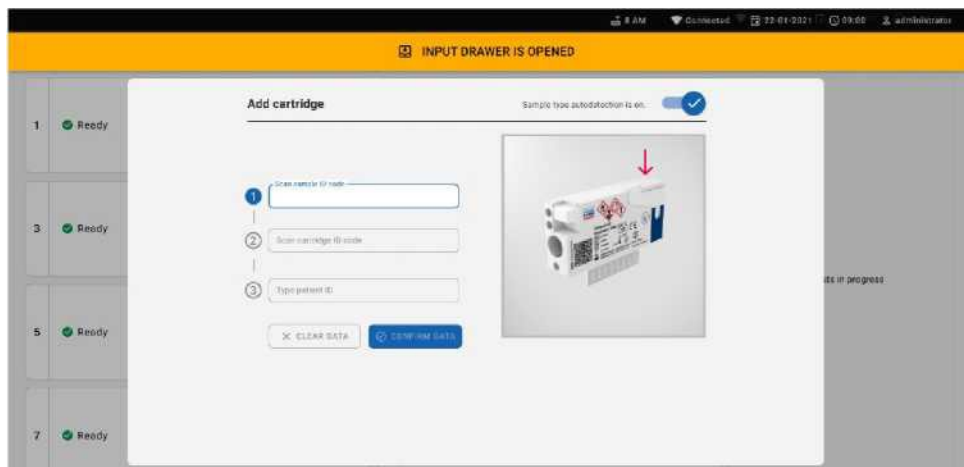 8 AM Connected 22-01-2021 09:00 administrator
INPUT DRAWER IS OPENED
Add cartridge
Sample type autodetection is on.
1 Ready
1 Scan sample ID code
3 Ready
2 Scan cartridge ID code
3 Type patient ID
ts in progress
5 Ready
CLEAR DATA
CONFIRM DATA
7 Ready